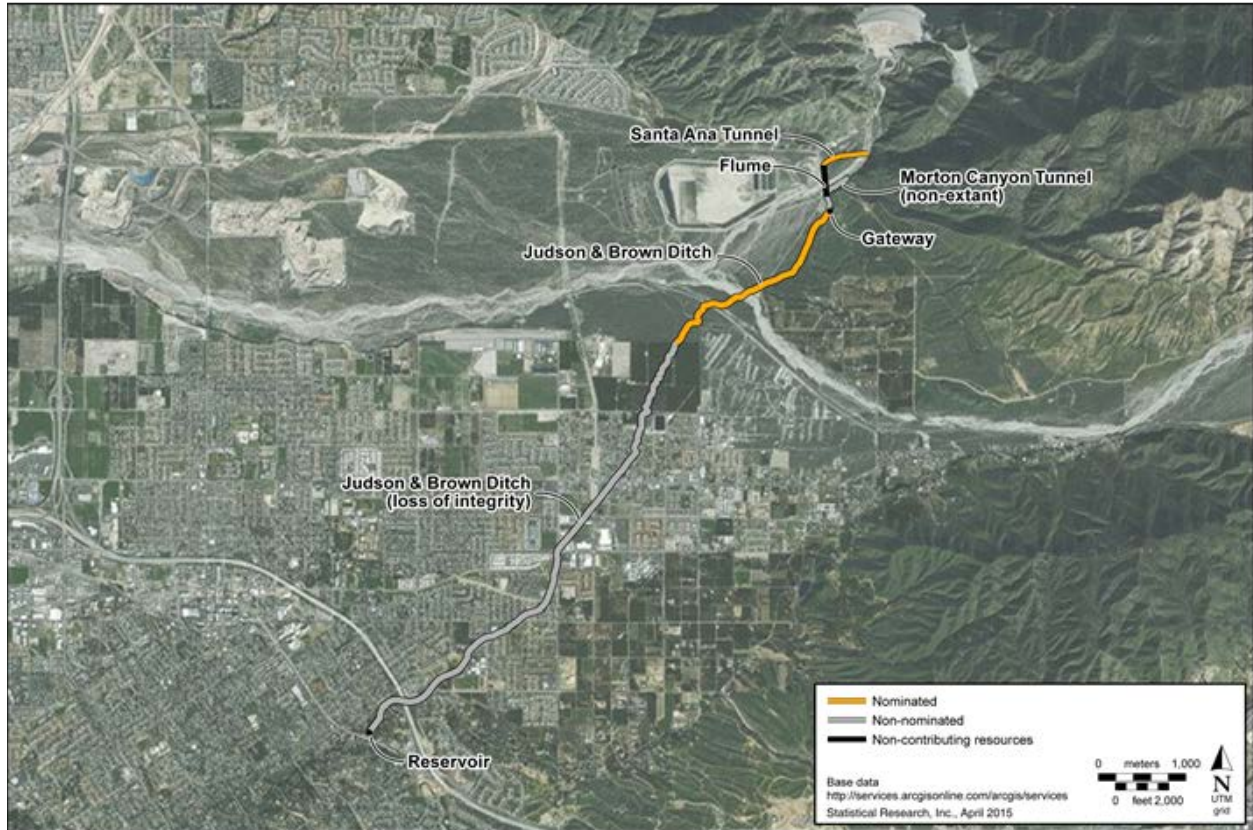 Santa Ana Tunnel
Flume
Morton Canyon Tunnel
(non-extant)
Gateway
Judson & Brown Ditch
Judson & Brown Ditch
(loss of integrity)
Reservoir
Nominated
Non-nominated
Non-contributing resources
0 meters 1,000
0 feet 2,000
N
UTM
grid
Base data
http://services.arcgisonline.com/arcgis/services
Statistical Research, Inc., April 2015